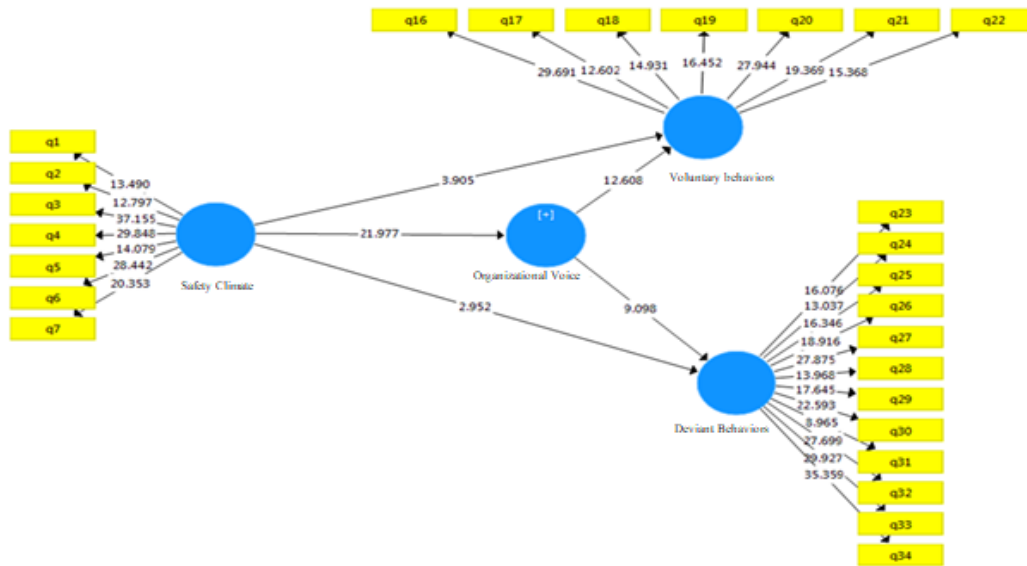 q16 q17 q18 q19 q20 q21 q22
29.691 12.602 14.931 16.452 27.944 19.369 15.368
Voluntary behaviors
q1
q2
q3
q4
q5
q6
q7
13.490
12.797
37.155
29.848
14.079
28.442
20.353
Safety Climate
3.905
21.977
2.952
[+]
Organizational Voice
12.608
9.098
Deviant Behaviors
16.076
13.037
16.346
18.916
27.875
13.968
17.645
22.593
8.965
27.699
29.927
35.359
q23
q24
q25
q26
q27
q28
q29
q30
q31
q32
q33
q34